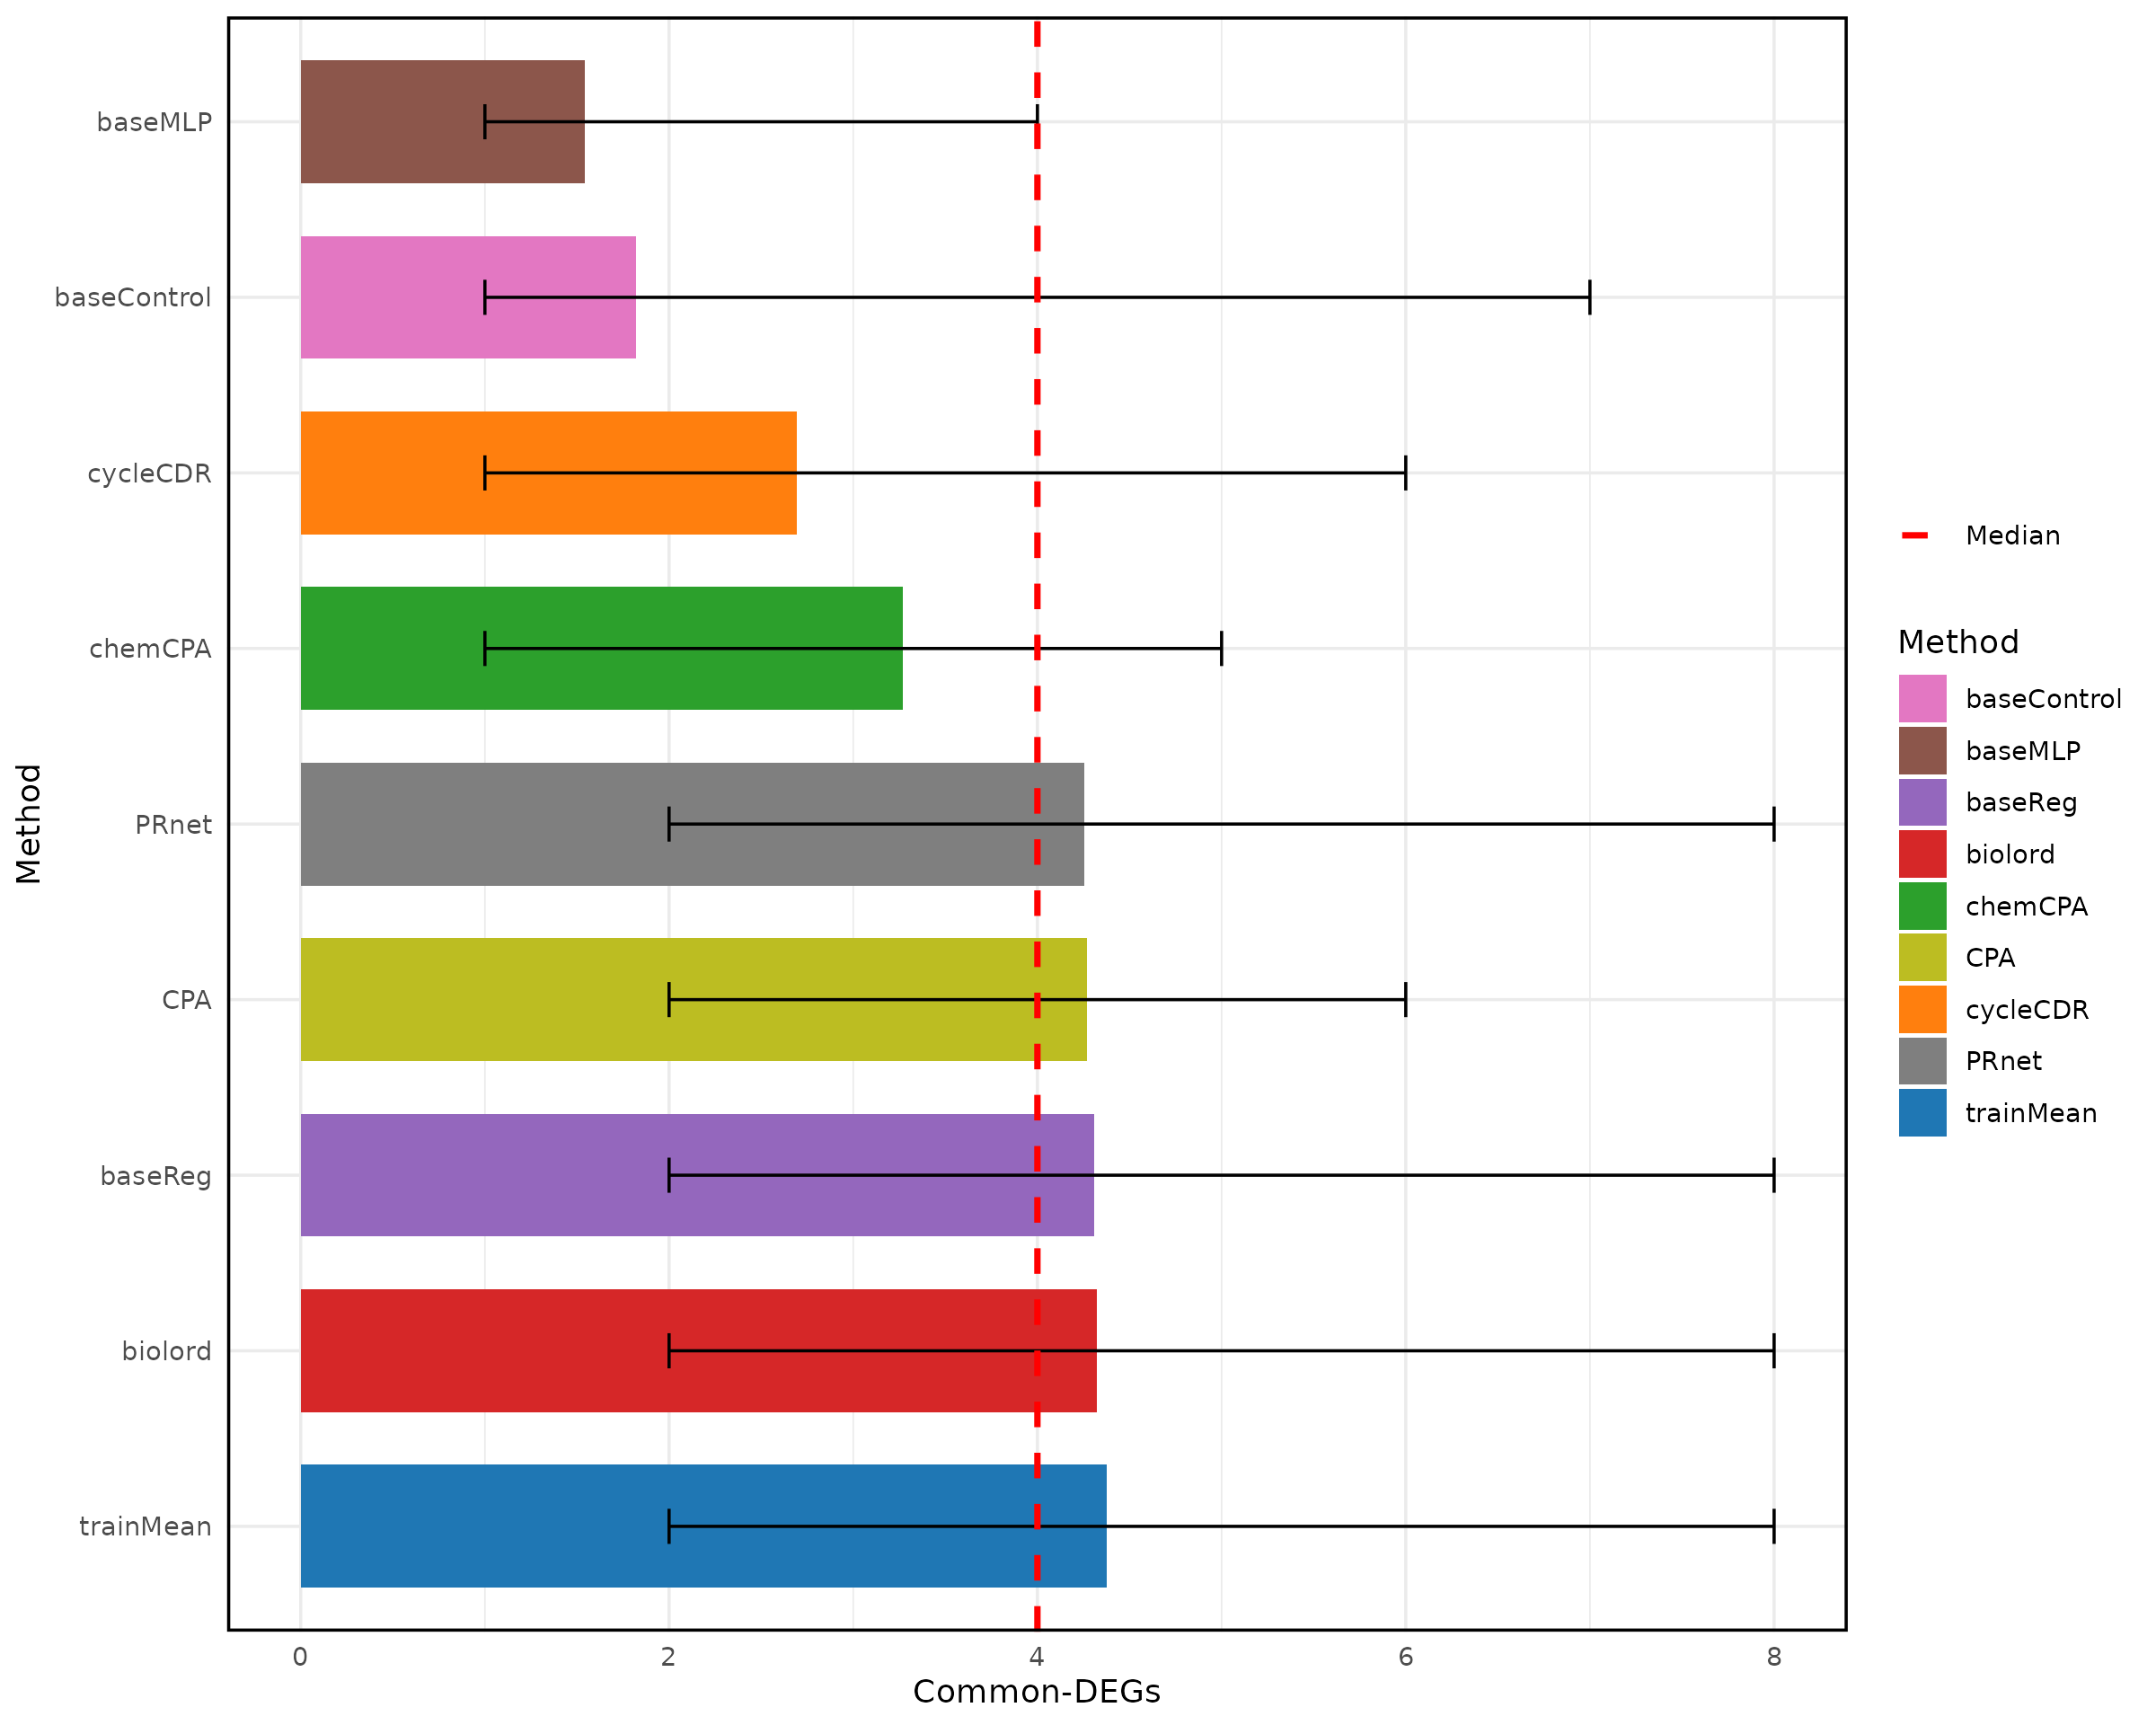 baseMLP
baseControl
cycleCDR
chemCPA
PRnet
CPA
baseReg
biolord
trainMean
Method
0 2 4 6 8
Common-DEGs
Median
Method
baseControl
baseMLP
baseReg
biolord
chemCPA
CPA
cycleCDR
PRnet
trainMean